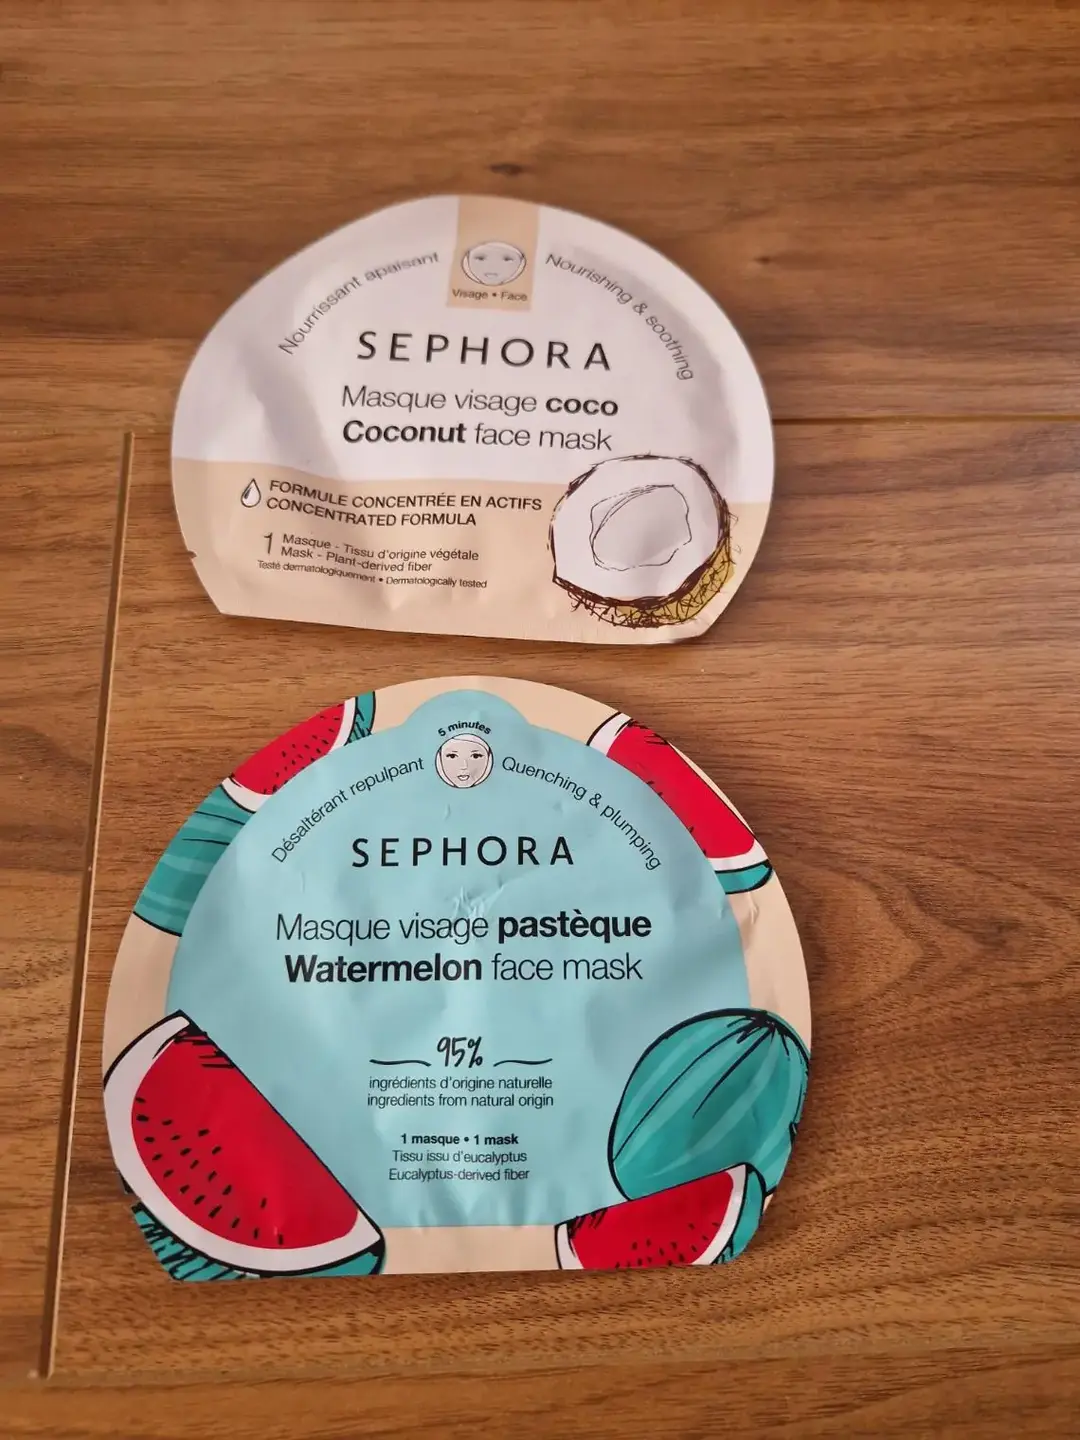 Nourrissant apaisant
Visage • Face
Nourishing & soothing
SEPHORA
Masque visage coco
Coconut face mask
FORMULE CONCENTRÉE EN ACTIFS
CONCENTRATED FORMULA
1 Masque - Tissu d'origine végétale
Mask - Plant-derived fiber
Testé dermatologiquement • Dermatologically tested
5 minutes
Désaltérant repulpant
Quenching & plumping
SEPHORA
Masque visage pastèque
Watermelon face mask
95%
ingrédients d'origine naturelle
ingredients from natural origin
1 masque • 1 mask
Tissu issu d'eucalyptus
Eucalyptus-derived fiber